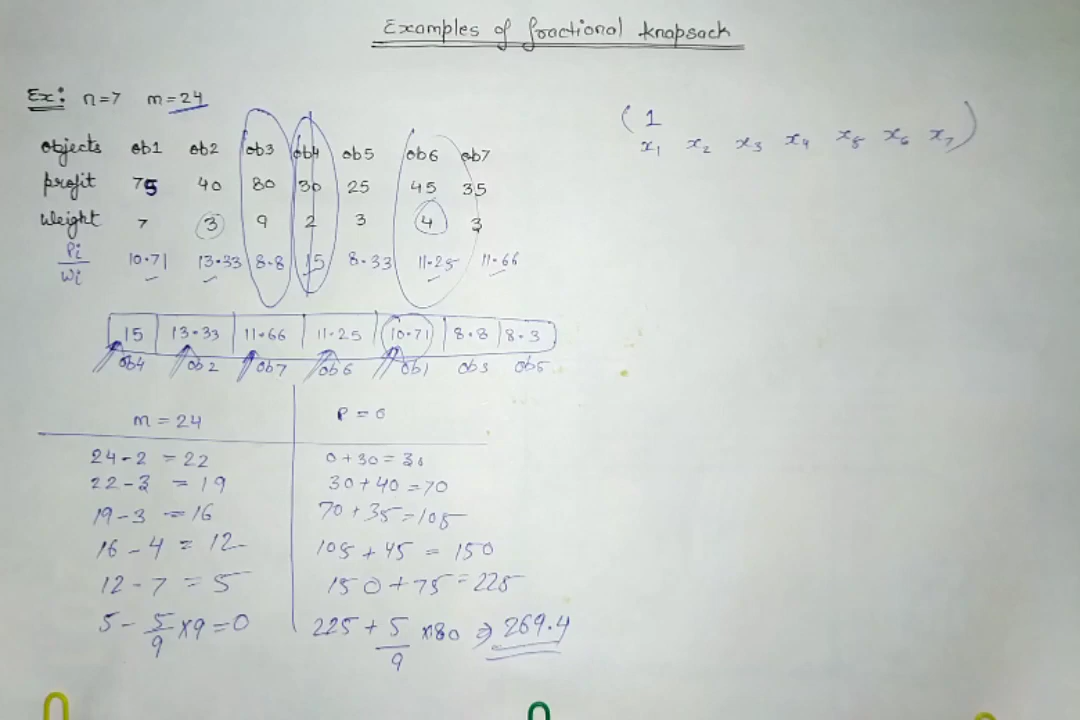 Examples of fractional knapsack
Ex: n=7 m=24
objects ob1 ob2 ob3 ob4 ob5 ob6 ob7
profit 75 40 80 30 25 45 35
Weight 7 3 9 2 3 4 3
Pi/Wi 10.71 13.33 8.8 15 8.33 11.25 11.66
15 13.33 11.66 11.25 10.71 8.8 8.3
ob4 ob2 ob7 ob6 ob1 ob3 ob5
m = 24 P = 0
24-2 = 22 0+30=30
22-3 = 19 30+40=70
19-3 = 16 70+35=105
16-4 = 12 105+45 = 150
12-7 = 5 150+75=225
5-5/9×9=0 225+5/9×80 ⇒ 269.4
( 1
x1 x2 x3 x4 x5 x6 x7 )